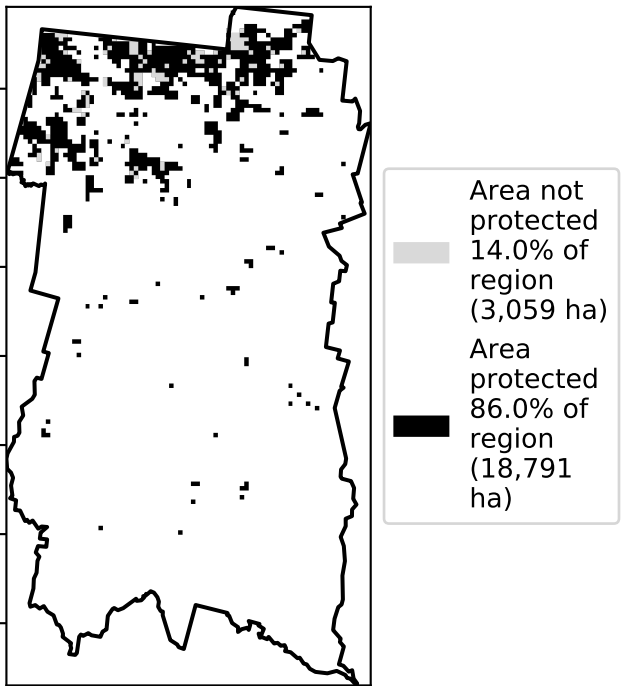 Area not
protected
14.0% of
region
(3,059 ha)
Area
protected
86.0% of
region
(18,791
ha)